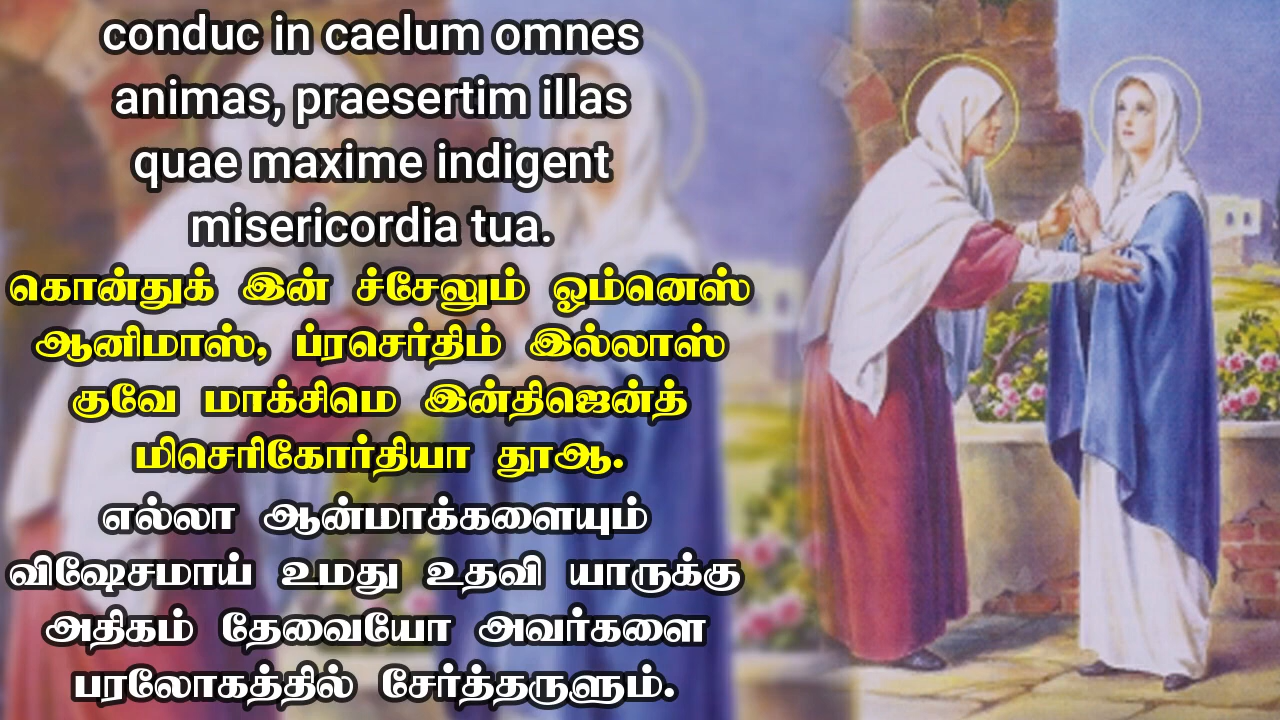 conduc in caelum omnes
animas, praesertim illas
quae maxime indigent
misericordia tua.
கொன்துக் இன் ச்சேலும் ஓம்னெஸ்
ஆனிமாஸ், ப்ரசெர்திம் இல்லாஸ்
குவே மாக்சிமெ இன்திஜென்த்
மிசெரிகோர்தியா தூஆ.
எல்லா ஆன்மாக்களையும்
விஷேசமாய் உமது உதவி யாருக்கு
அதிகம் தேவையோ அவர்களை
பரலோகத்தில் சேர்த்தருளும்.